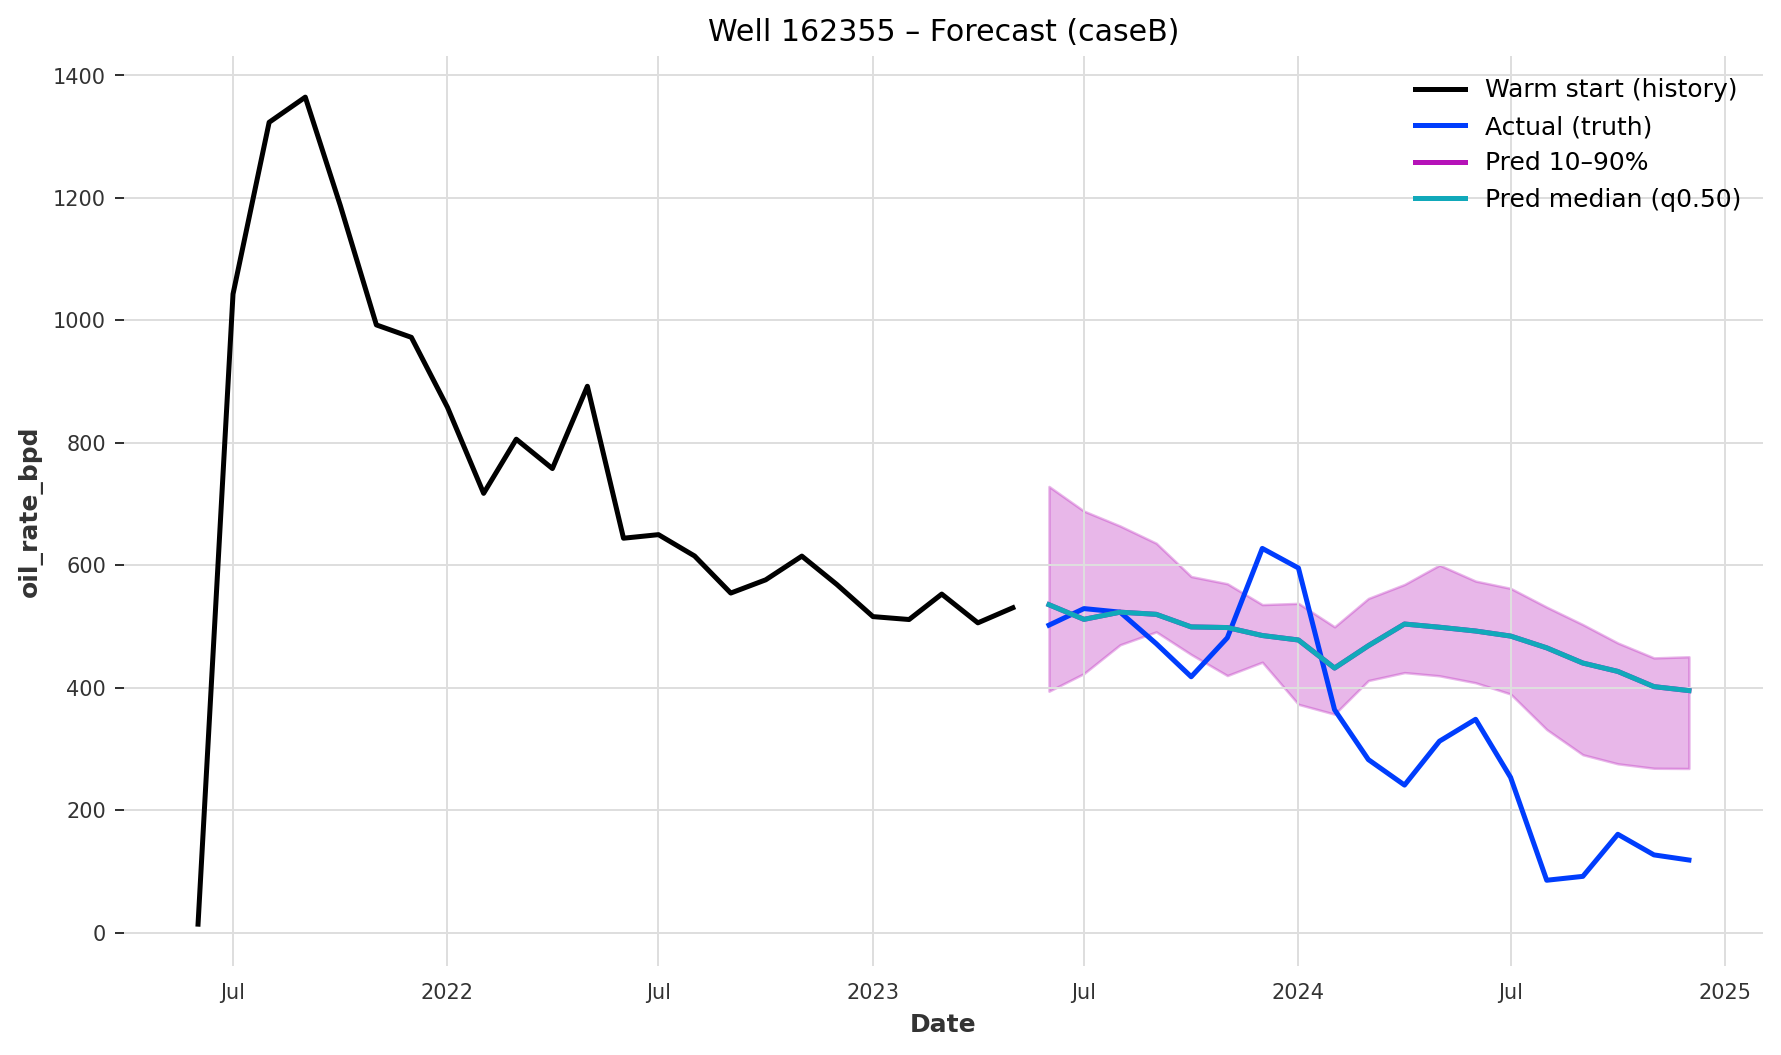 Well 162355 – Forecast (caseB)
Warm start (history)
Actual (truth)
Pred 10–90%
Pred median (q0.50)
oil_rate_bpd
1400
1200
1000
800
600
400
200
0
Jul 2022 Jul 2023 Jul 2024 Jul 2025
Date